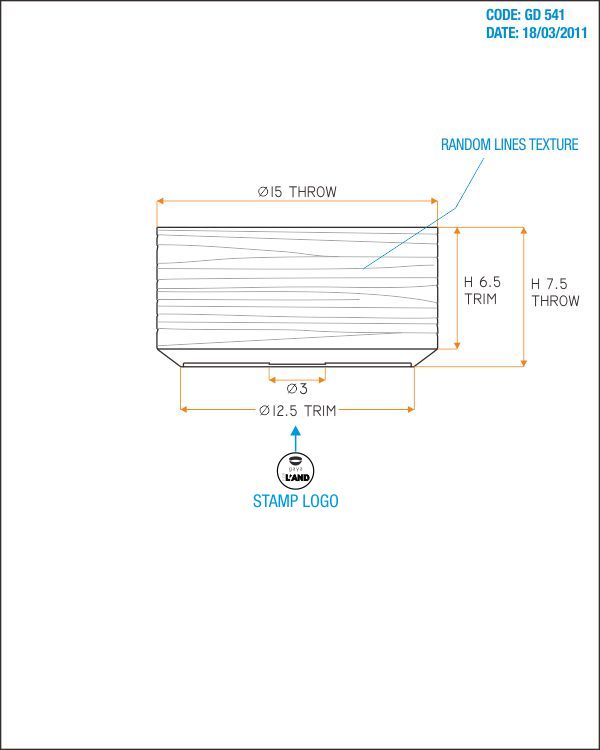 CODE: GD 541
DATE: 18/03/2011
RANDOM LINES TEXTURE
Ø15 THROW
H 6.5
TRIM
H 7.5
THROW
Ø3
Ø12.5 TRIM
gaya
L'AND
STAMP LOGO